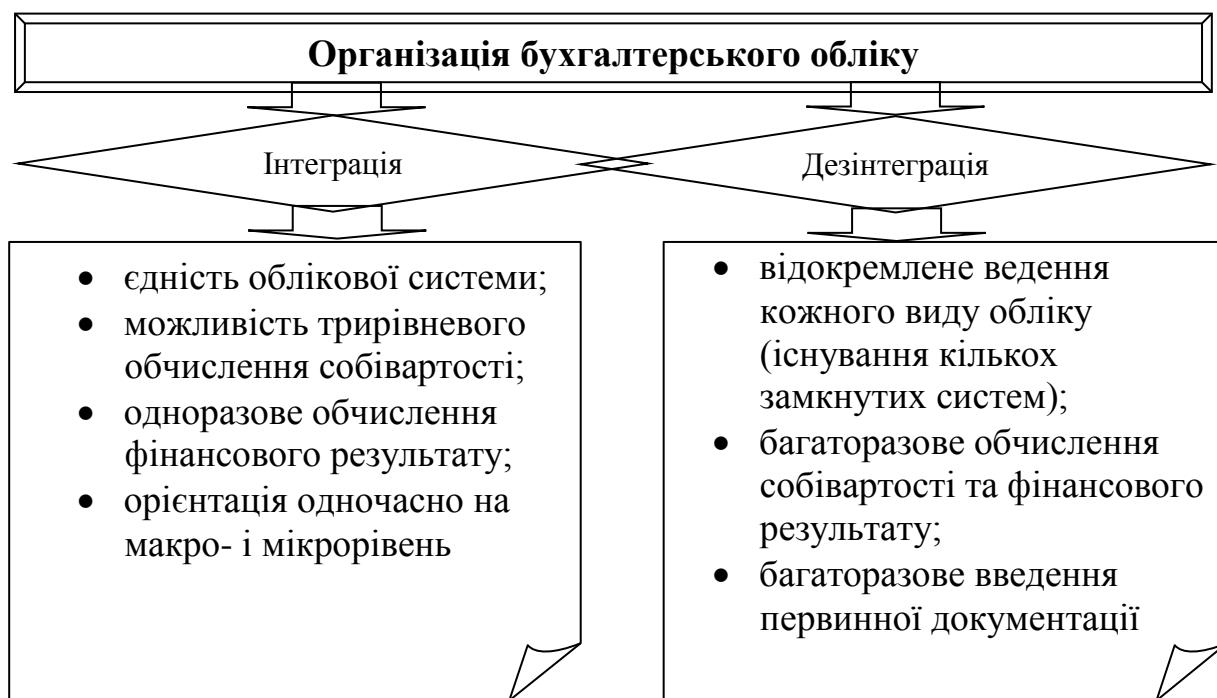 Організація бухгалтерського обліку
Інтеграція
Дезінтеграція
• єдність облікової системи;
• можливість трирівневого
обчислення собівартості;
• одноразове обчислення
фінансового результату;
• орієнтація одночасно на
макро- і мікрорівень
• відокремлене ведення
кожного виду обліку
(існування кількох
замкнутих систем);
• багаторазове обчислення
собівартості та фінансового
результату;
• багаторазове введення
первинної документації